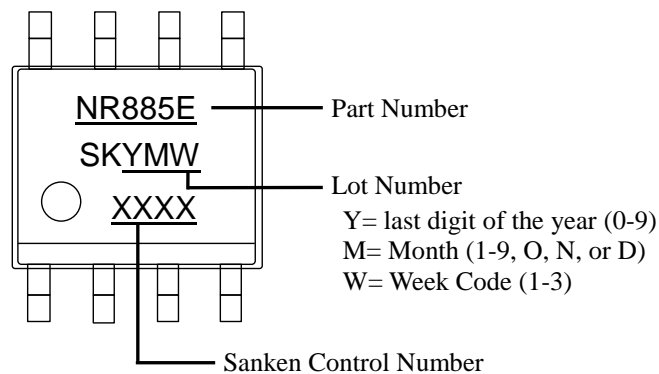 NR885E
Part Number
SKYMW
Lot Number
XXXX
Y= last digit of the year (0-9)
M= Month (1-9, O, N, or D)
W= Week Code (1-3)
Sanken Control Number